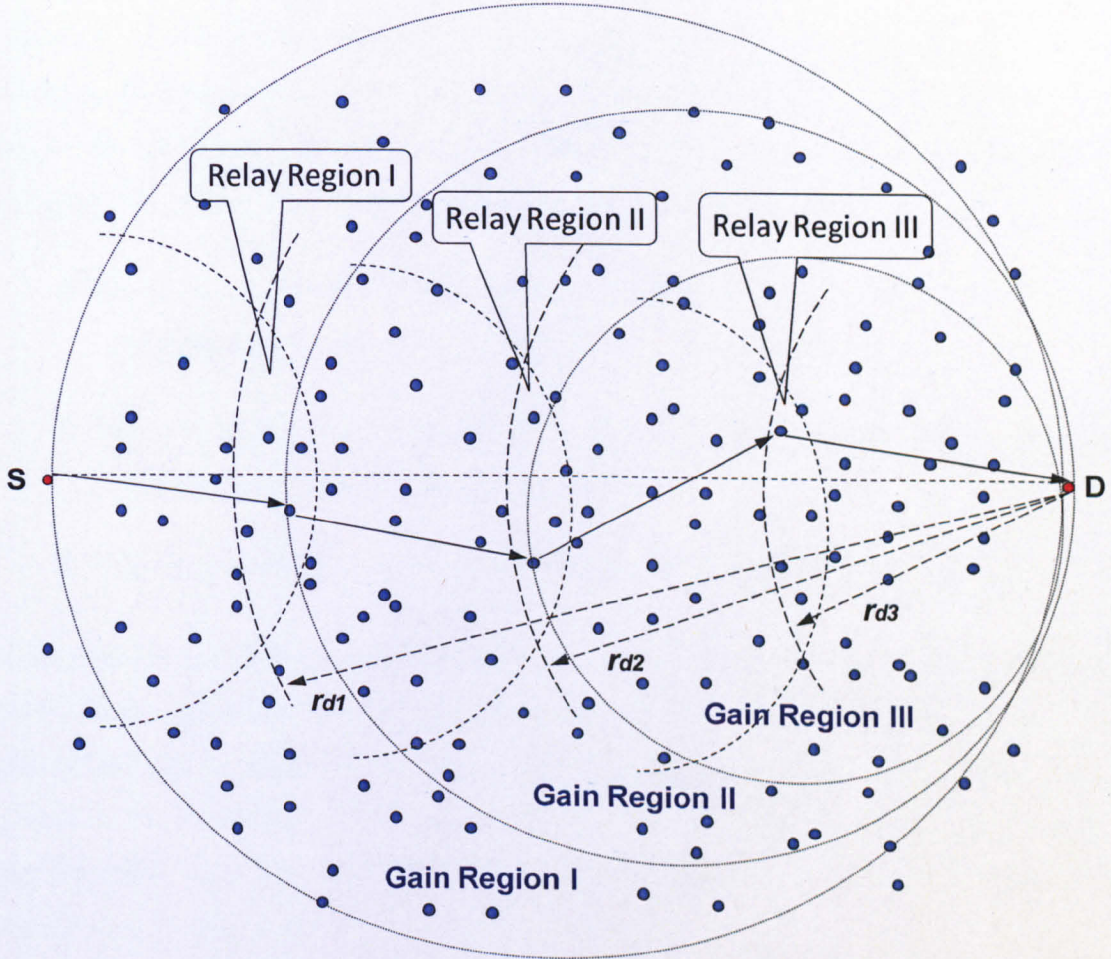 Relay Region I
Relay Region II
Relay Region III
S
D
rd1
rd2
rd3
Gain Region III
Gain Region II
Gain Region I